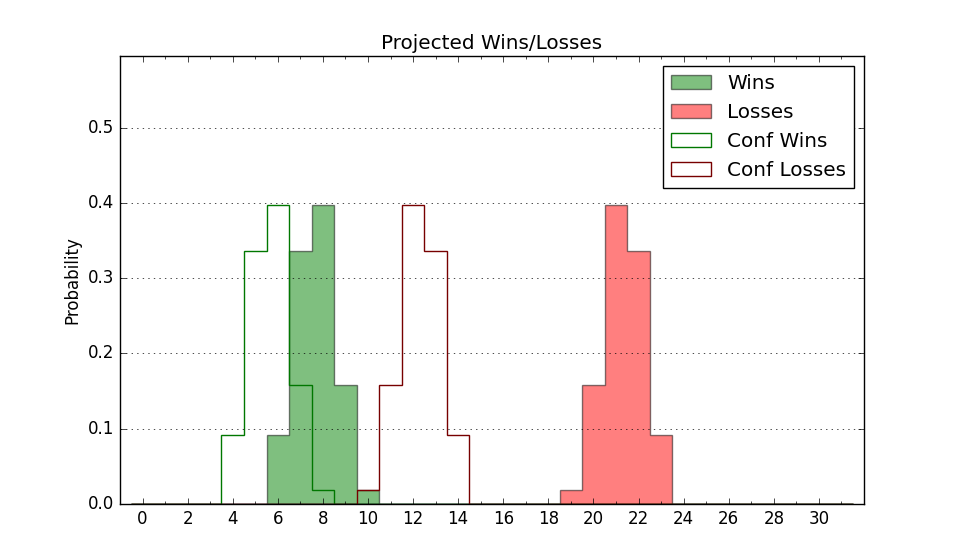 Projected Wins/Losses
Wins
Losses
Conf Wins
Conf Losses
Probability
0.5
0.4
0.3
0.2
0.1
0.0
0 2 4 6 8 10 12 14 16 18 20 22 24 26 28 30